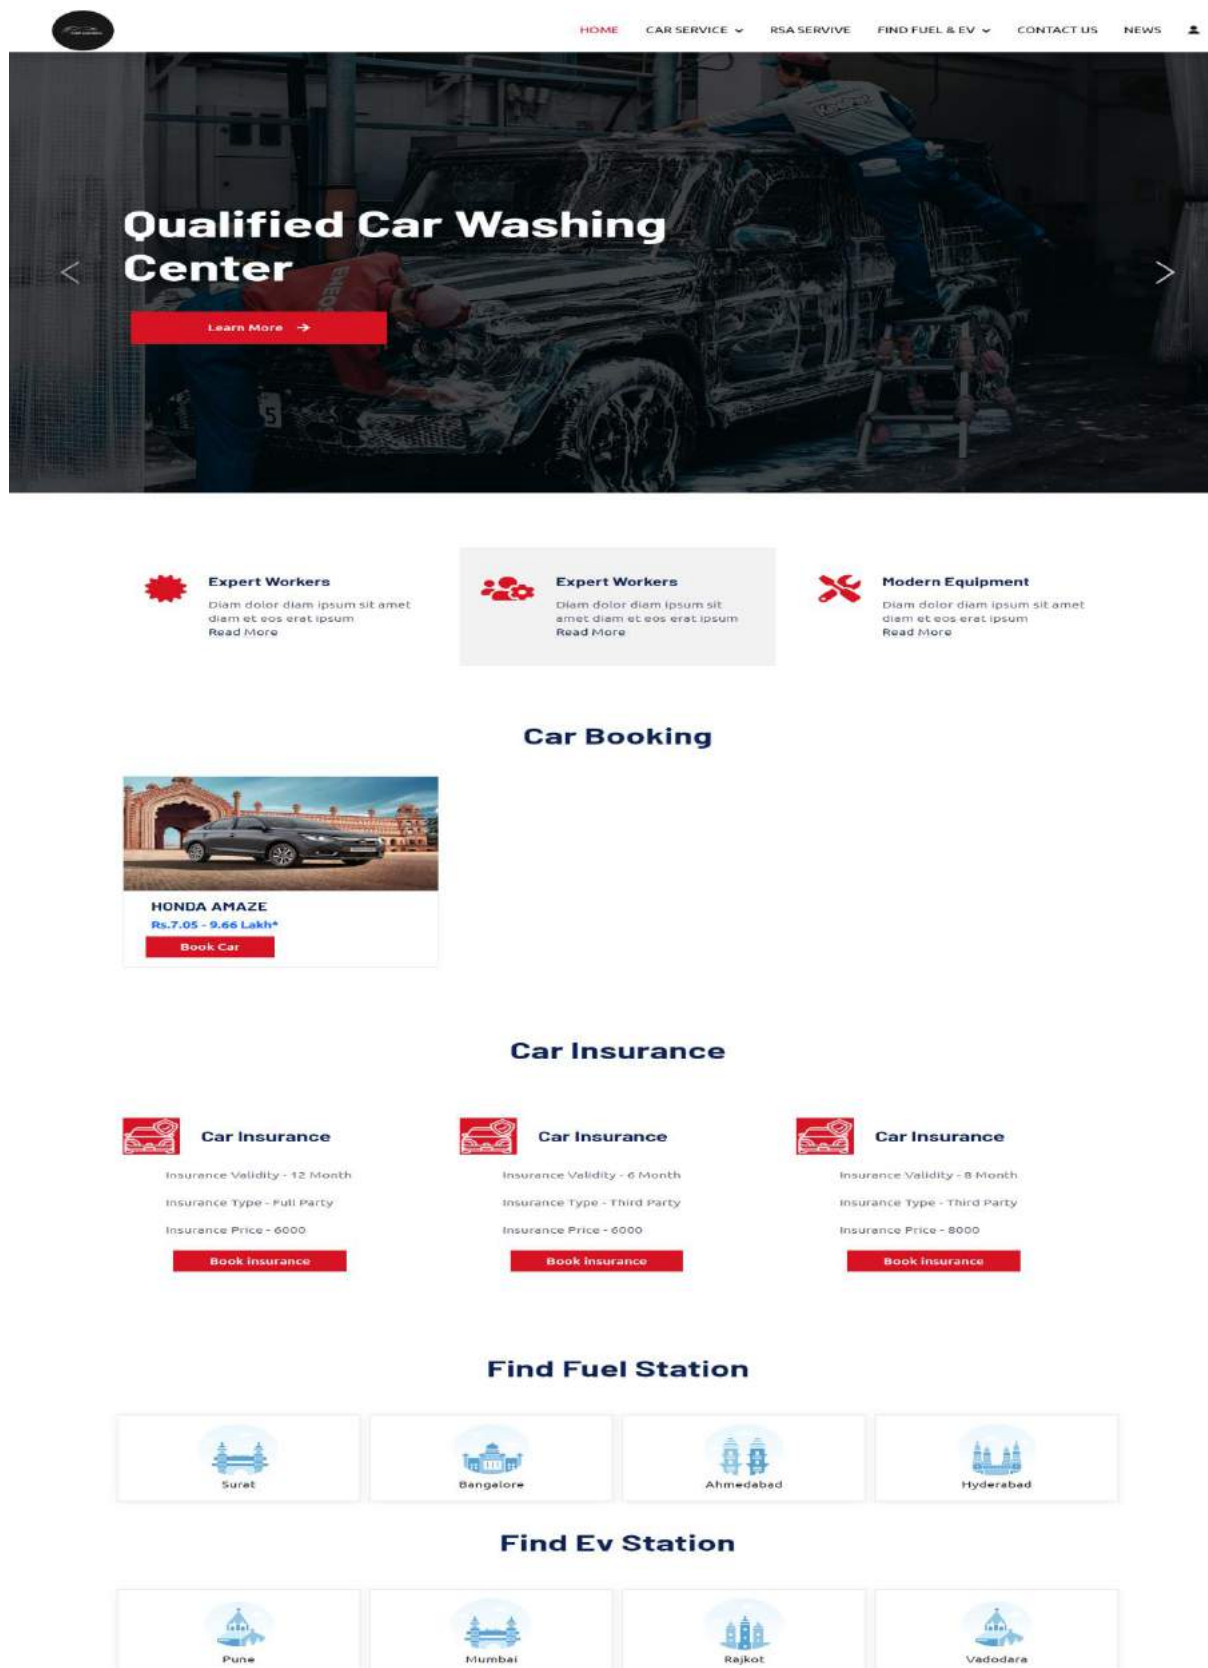 HOME CAR SERVICE RSA SERVIVE FIND FUEL & EV CONTACT US NEWS
Qualified Car Washing
Center
Learn More
Expert Workers
Diam dolor diam ipsum sit amet
diam et eos erat ipsum
Read More
Expert Workers
Diam dolor diam ipsum sit
amet diam et eos erat ipsum
Read More
Modern Equipment
Diam dolor diam ipsum sit amet
diam et eos erat ipsum
Read More
Car Booking
HONDA AMAZE
Rs.7.05 - 9.66 Lakh*
Book Car
Car Insurance
Car Insurance
Insurance Validity - 12 Month
Insurance Type - Full Party
Insurance Price - 6000
Book Insurance
Car Insurance
Insurance Validity - 6 Month
Insurance Type - Third Party
Insurance Price - 6000
Book Insurance
Car Insurance
Insurance Validity - 8 Month
Insurance Type - Third Party
Insurance Price - 8000
Book Insurance
Find Fuel Station
Surat
Bangalore
Ahmedabad
Hyderabad
Find Ev Station
Pune
Mumbai
Rajkot
Vadodara